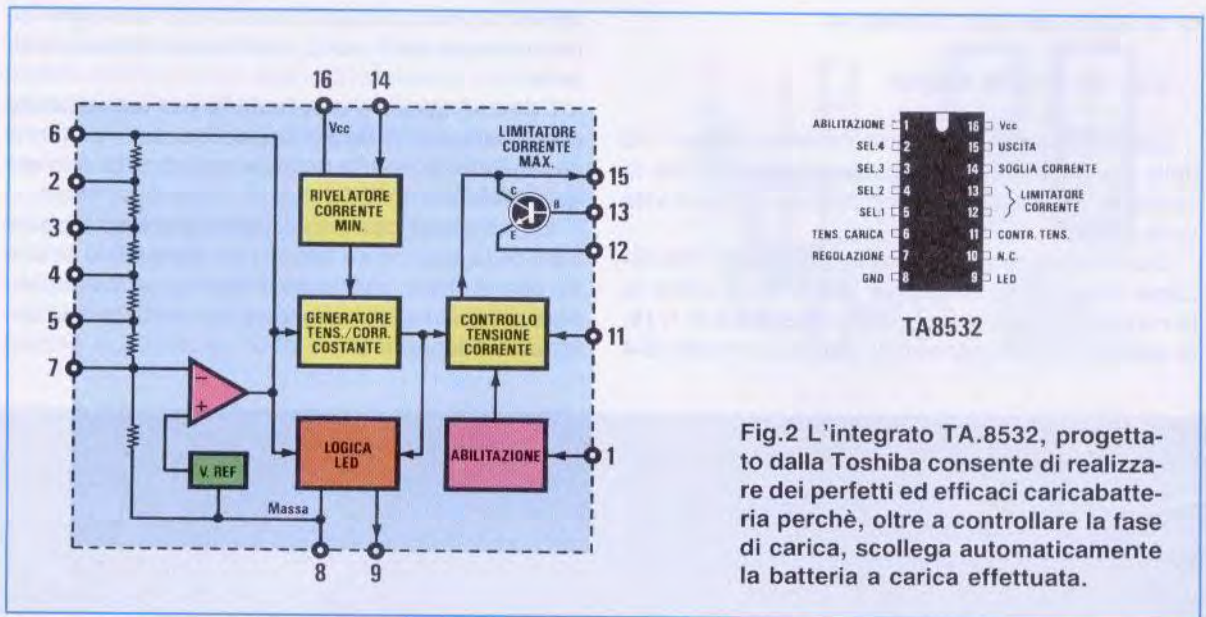 16
14
6
Vcc
LIMITATORE
CORRENTE
MAX.
15
2
RIVELATORE
CORRENTE
MIN.
C
B
13
3
E
12
4
5
GENERATORE
TENS./CORR.
COSTANTE
CONTROLLO
TENSIONE
CORRENTE
11
7
−
+
V. REF
LOGICA
LED
ABILITAZIONE
1
Massa
8
9
ABILITAZIONE 1 16 Vcc
SEL.4 2 15 USCITA
SEL.3 3 14 SOGLIA CORRENTE
SEL.2 4 13 LIMITATORE
SEL.1 5 12 CORRENTE
TENS. CARICA 6 11 CONTR. TENS.
REGOLAZIONE 7 10 N.C.
GND 8 9 LED
TA8532
Fig.2 L'integrato TA.8532, progetta-
to dalla Toshiba consente di realizza-
re dei perfetti ed efficaci caricabatte-
ria perchè, oltre a controllare la fase
di carica, scollega automaticamente
la batteria a carica effettuata.